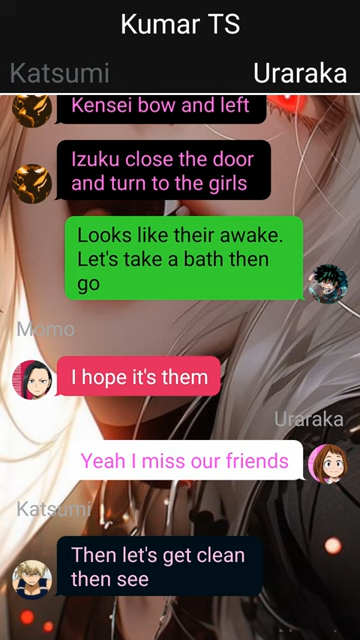 Kumar TS
Katsumi
Uraraka
Kensei bow and left
Izuku close the door
and turn to the girls
Looks like their awake.
Let's take a bath then
go
Momo
I hope it's them
Uraraka
Yeah I miss our friends
Katsumi
Then let's get clean
then see